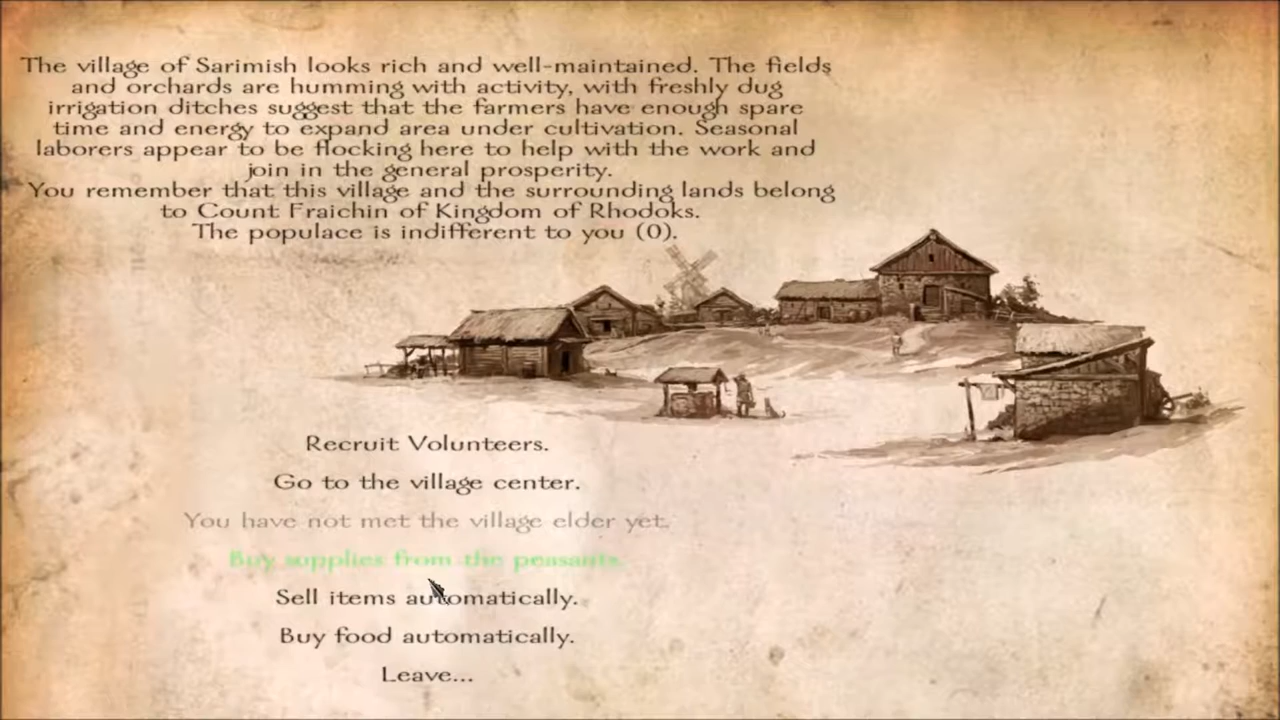 The village of Sarimish looks rich and well-maintained. The fields
and orchards are humming with activity, with freshly dug
irrigation ditches suggest that the farmers have enough spare
time and energy to expand area under cultivation. Seasonal
laborers appear to be flocking here to help with the work and
join in the general prosperity.
You remember that this village and the surrounding lands belong
to Count Fraichin of Kingdom of Rhodoks.
The populace is indifferent to you (0).
Recruit Volunteers.
Go to the village center.
You have not met the village elder yet.
Buy supplies from the peasants.
Sell items automatically.
Buy food automatically.
Leave...